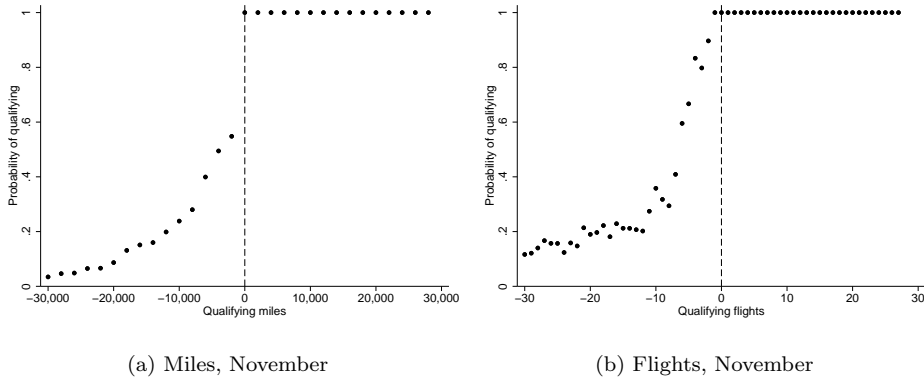 Probability of qualifying
0 .2 .4 .6 .8 1
−30,000 −20,000 −10,000 0 10,000 20,000 30,000
Qualifying miles
(a) Miles, November
Probability of qualifying
0 .2 .4 .6 .8 1
−30 −20 −10 0 10 20 30
Qualifying flights
(b) Flights, November